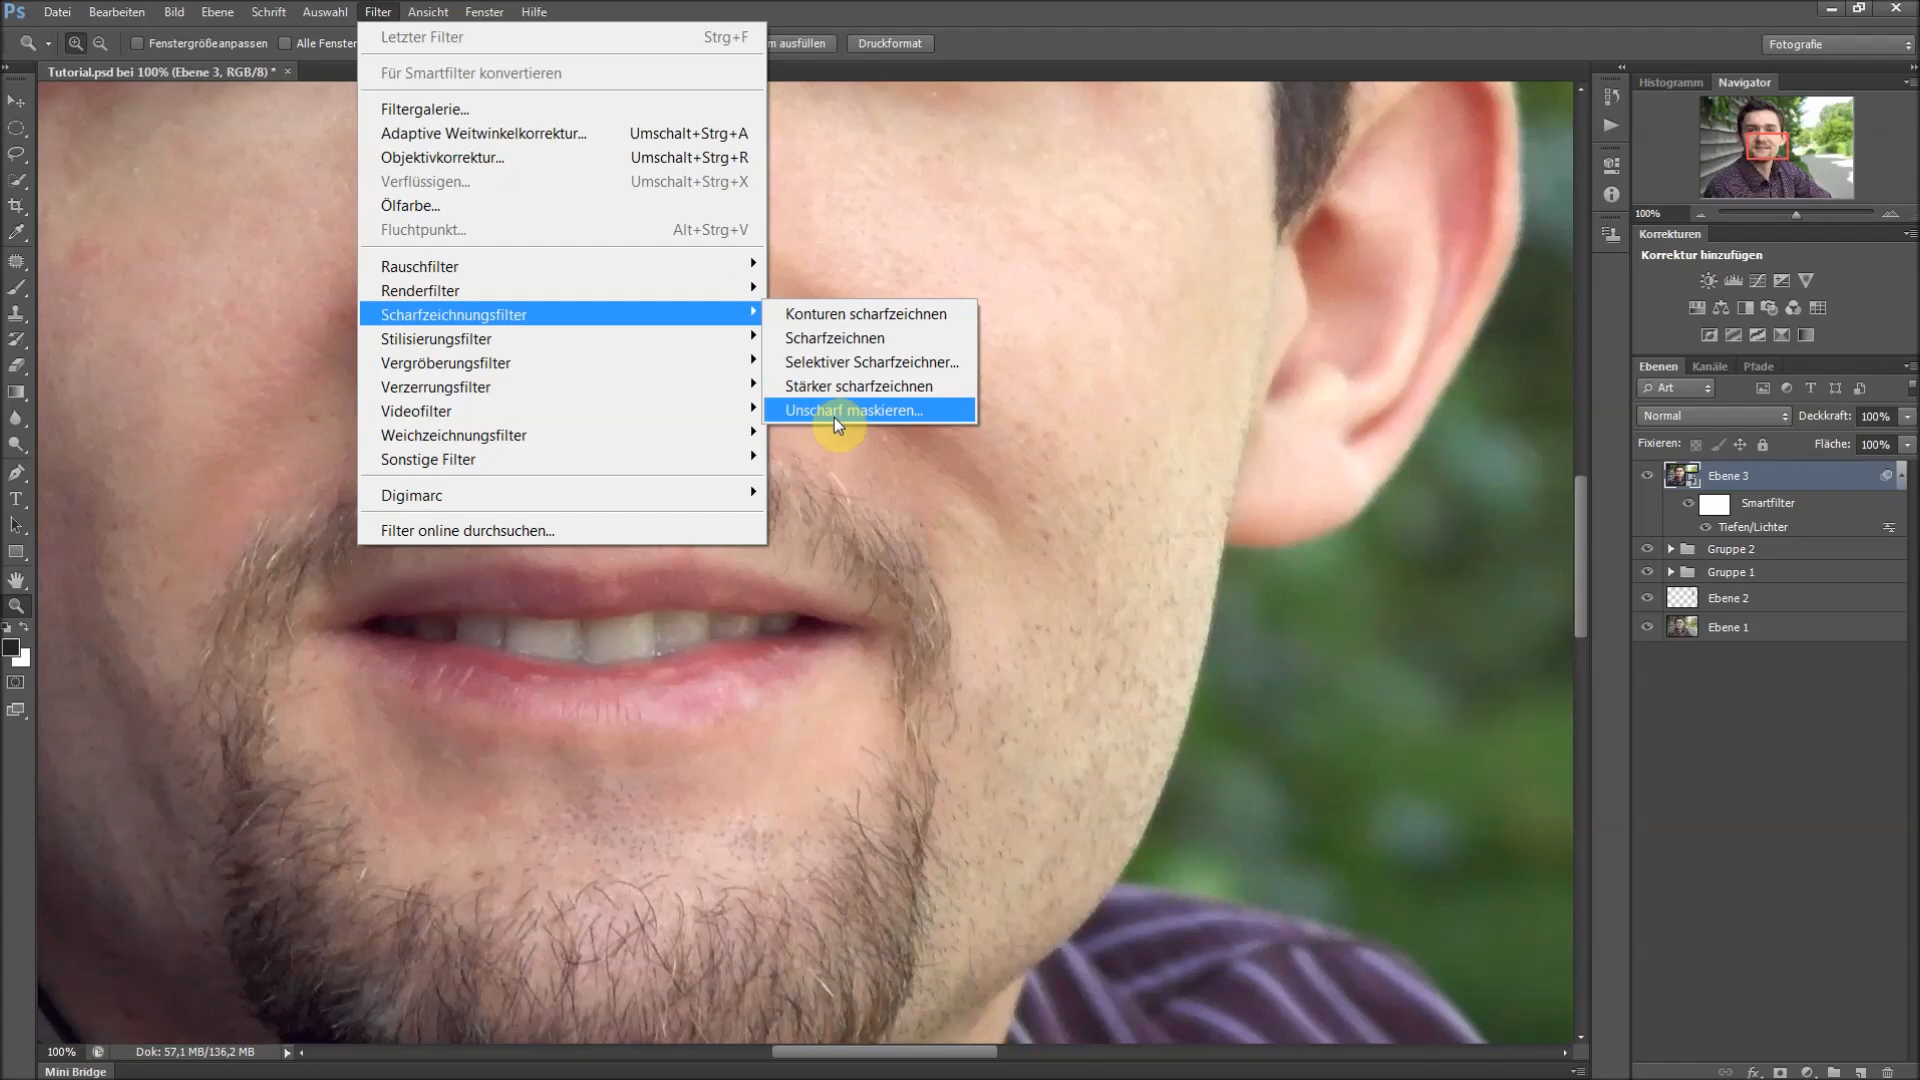 Ps Datei Bearbeiten Bild Ebene Schrift Auswahl Filter Ansicht Fenster Hilfe
Fenstergrößeanpassen Alle Fenster m ausfüllen Druckformat Fotografie
Tutorial.psd bei 100% (Ebene 3, RGB/8) * ×
Letzter Filter Strg+F
Für Smartfilter konvertieren
Filtergalerie...
Adaptive Weitwinkelkorrektur... Umschalt+Strg+A
Objektivkorrektur... Umschalt+Strg+R
Verflüssigen... Umschalt+Strg+X
Ölfarbe...
Fluchtpunkt... Alt+Strg+V
Rauschfilter
Renderfilter
Scharfzeichnungsfilter
Stilisierungsfilter
Vergröberungsfilter
Verzerrungsfilter
Videofilter
Weichzeichnungsfilter
Sonstige Filter
Digimarc
Filter online durchsuchen...
Konturen scharfzeichnen
Scharfzeichnen
Selektiver Scharfzeichner...
Stärker scharfzeichnen
Unscharf maskieren...
Histogramm Navigator
100%
Korrekturen
Korrektur hinzufügen
Ebenen Kanäle Pfade
Art
Normal Deckkraft: 100%
Fixieren: Fläche: 100%
Ebene 3
Smartfilter
Tiefen/Lichter
Gruppe 2
Gruppe 1
Ebene 2
Ebene 1
fx
100% Dok: 57,1 MB/136,2 MB
Mini Bridge